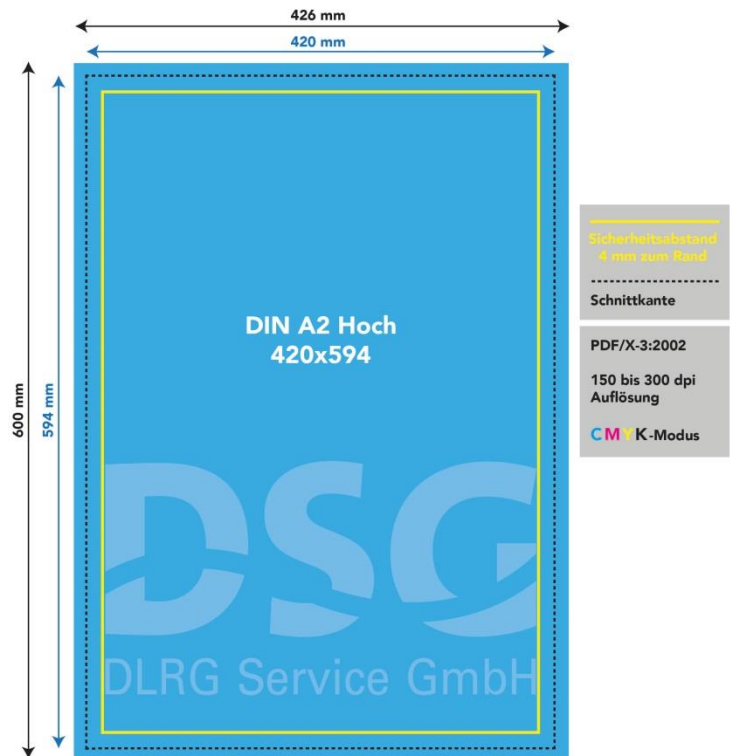 426 mm
420 mm
600 mm
594 mm
DIN A2 Hoch
420x594
DSG
DLRG Service GmbH
Sicherheitsabstand
4 mm zum Rand
Schnittkante
PDF/X-3:2002
150 bis 300 dpi
Auflösung
CMYK-Modus